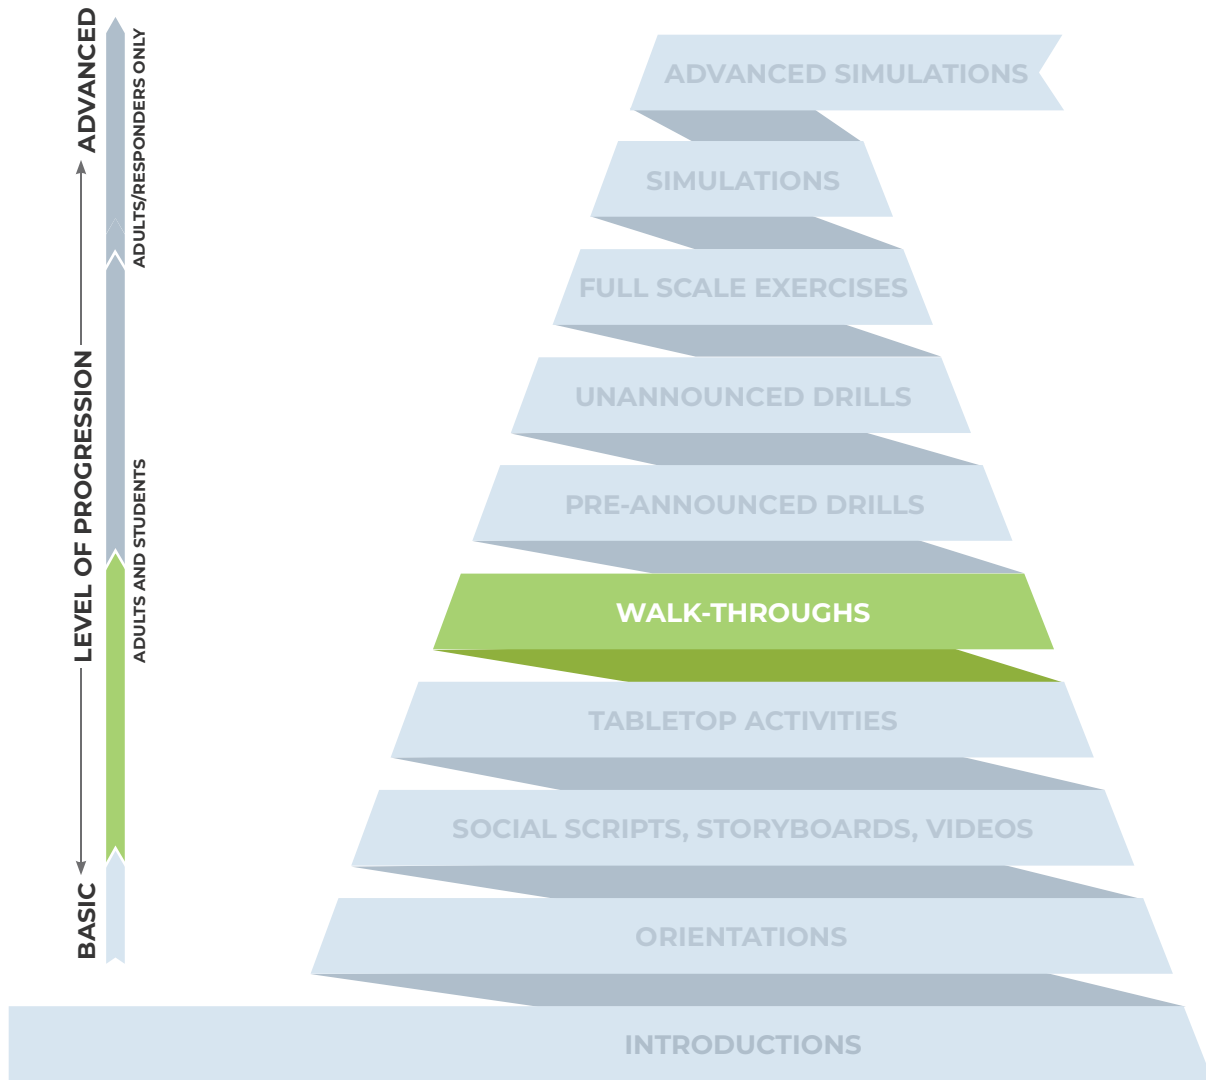 ADVANCED
ADULTS/RESPONDERS ONLY
LEVEL OF PROGRESSION
ADULTS AND STUDENTS
BASIC
ADVANCED SIMULATIONS
SIMULATIONS
FULL SCALE EXERCISES
UNANNOUNCED DRILLS
PRE-ANNOUNCED DRILLS
WALK-THROUGHS
TABLETOP ACTIVITIES
SOCIAL SCRIPTS, STORYBOARDS, VIDEOS
ORIENTATIONS
INTRODUCTIONS